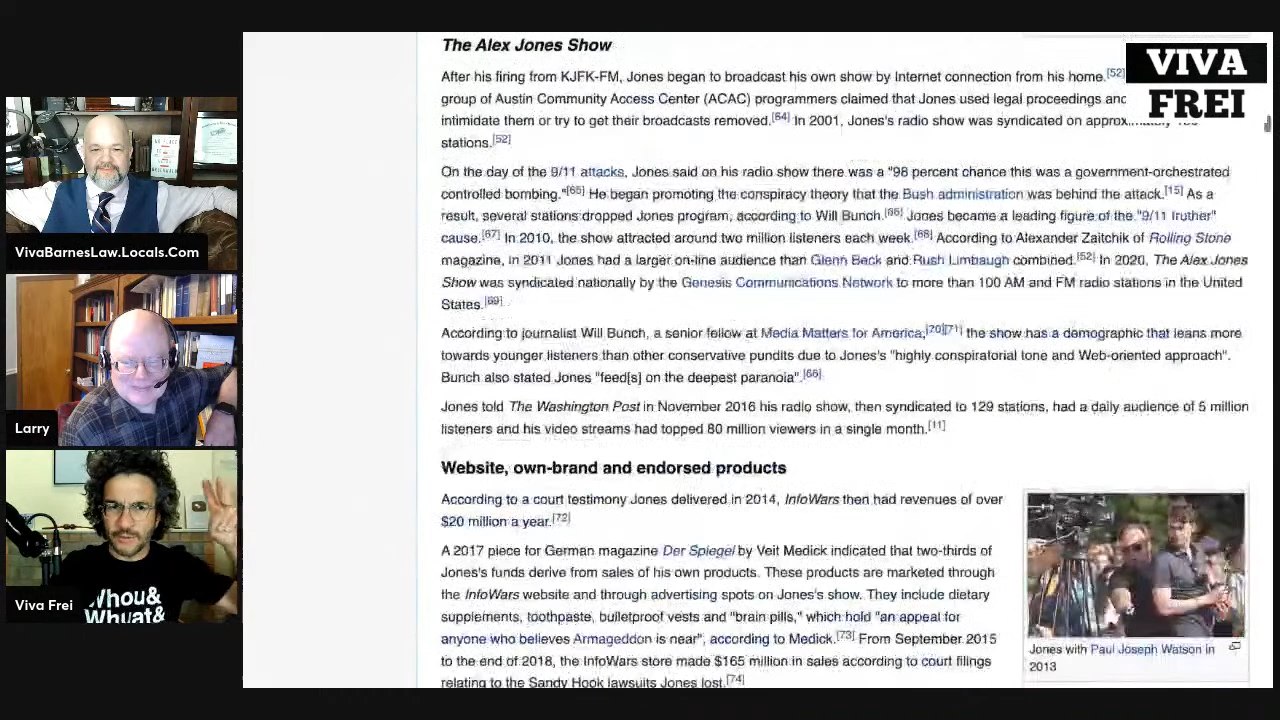 The Alex Jones Show
After his firing from KJFK-FM, Jones began to broadcast his own show by Internet connection from his home.[52]
group of Austin Community Access Center (ACAC) programmers claimed that Jones used legal proceedings and
intimidate them or try to get their broadcasts removed.[64] In 2001, Jones's radio show was syndicated on
stations.[52]
On the day of the 9/11 attacks, Jones said on his radio show there was a "98 percent chance this was a government-orchestrated
controlled bombing."[65] He began promoting the conspiracy theory that the Bush administration was behind the attack.[15] As a
result, several stations dropped Jones program, according to Will Bunch.[66] Jones became a leading figure of the "9/11 truther"
cause.[67] In 2010, the show attracted around two million listeners each week.[68] According to Alexander Zaitchik of Rolling Stone
magazine, in 2011 Jones had a larger on-line audience than Glenn Beck and Rush Limbaugh combined.[52] In 2020, The Alex Jones
Show was syndicated nationally by the Genesis Communications Network to more than 100 AM and FM radio stations in the United
States.[69]
According to journalist Will Bunch, a senior fellow at Media Matters for America,[70][71] the show has a demographic that leans more
towards younger listeners than other conservative pundits due to Jones's "highly conspiratorial tone and Web-oriented approach".
Bunch also stated Jones "feed[s] on the deepest paranoia".[66]
Jones told The Washington Post in November 2016 his radio show, then syndicated to 129 stations, had a daily audience of 5 million
listeners and his video streams had topped 80 million viewers in a single month.[11]
Website, own-brand and endorsed products
According to a court testimony Jones delivered in 2014, InfoWars then had revenues of over
$20 million a year.[72]
A 2017 piece for German magazine Der Spiegel by Veit Medick indicated that two-thirds of
Jones's funds derive from sales of his own products. These products are marketed through
the InfoWars website and through advertising spots on Jones's show. They include dietary
supplements, toothpaste, bulletproof vests and "brain pills," which hold "an appeal for
anyone who believes Armageddon is near", according to Medick.[73] From September 2015
to the end of 2018, the InfoWars store made $165 million in sales according to court filings
relating to the Sandy Hook lawsuits Jones lost.[74]
Jones with Paul Joseph Watson in
2013
VIVA
FREI
VivaBarnesLaw.Locals.Com
Larry
Viva Frei
Whou&
Whuat&